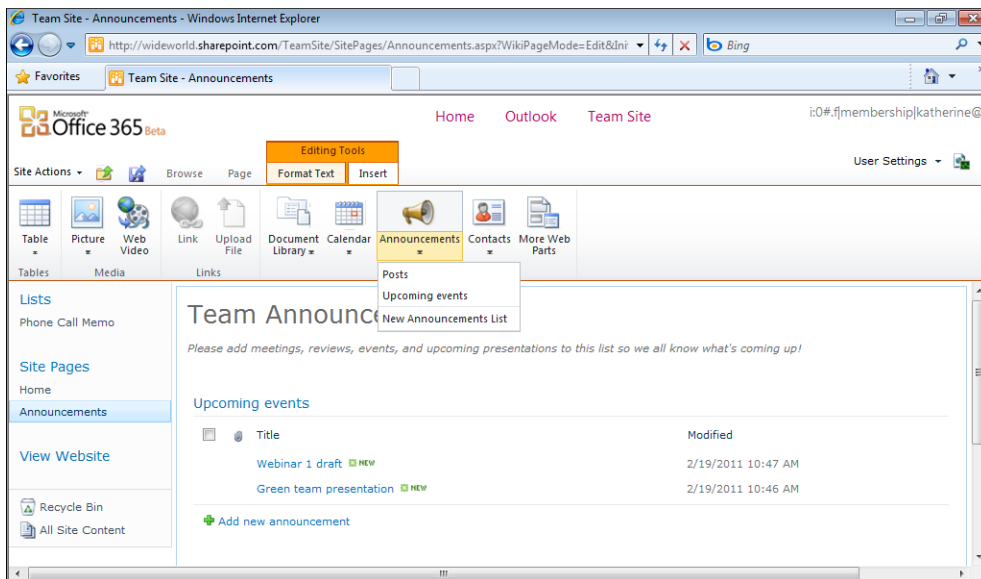 Team Site - Announcements - Windows Internet Explorer
http://wideworld.sharepoint.com/TeamSite/SitePages/Announcements.aspx?WikiPageMode=Edit&Ini
Bing
Favorites
Team Site - Announcements
Microsoft
Office 365 Beta
Home Outlook Team Site
i:0#.f|membership|katherine@
Editing Tools
User Settings
Site Actions
Browse Page Format Text Insert
Table Picture Web Video Link Upload File Document Library Calendar Announcements Contacts More Web Parts
Tables Media Links
Posts
Upcoming events
New Announcements List
Lists
Phone Call Memo
Site Pages
Home
Announcements
View Website
Recycle Bin
All Site Content
Team Announce
Please add meetings, reviews, events, and upcoming presentations to this list so we all know what's coming up!
Upcoming events
Title Modified
Webinar 1 draft NEW 2/19/2011 10:47 AM
Green team presentation NEW 2/19/2011 10:46 AM
Add new announcement